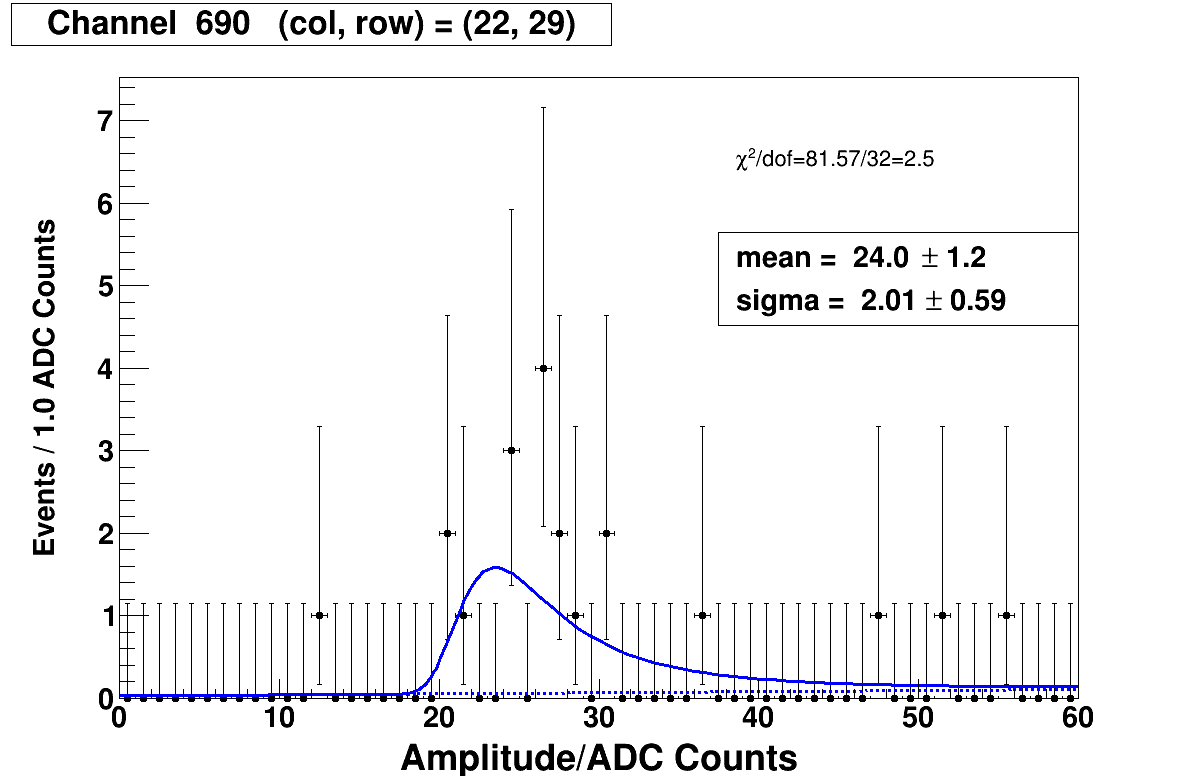 Channel 690 (col, row) = (22, 29)
7
6
5
4
3
2
1
0
Events / 1.0 ADC Counts
χ²/dof=81.57/32=2.5
mean = 24.0 ± 1.2
sigma = 2.01 ± 0.59
0 10 20 30 40 50 60
Amplitude/ADC Counts